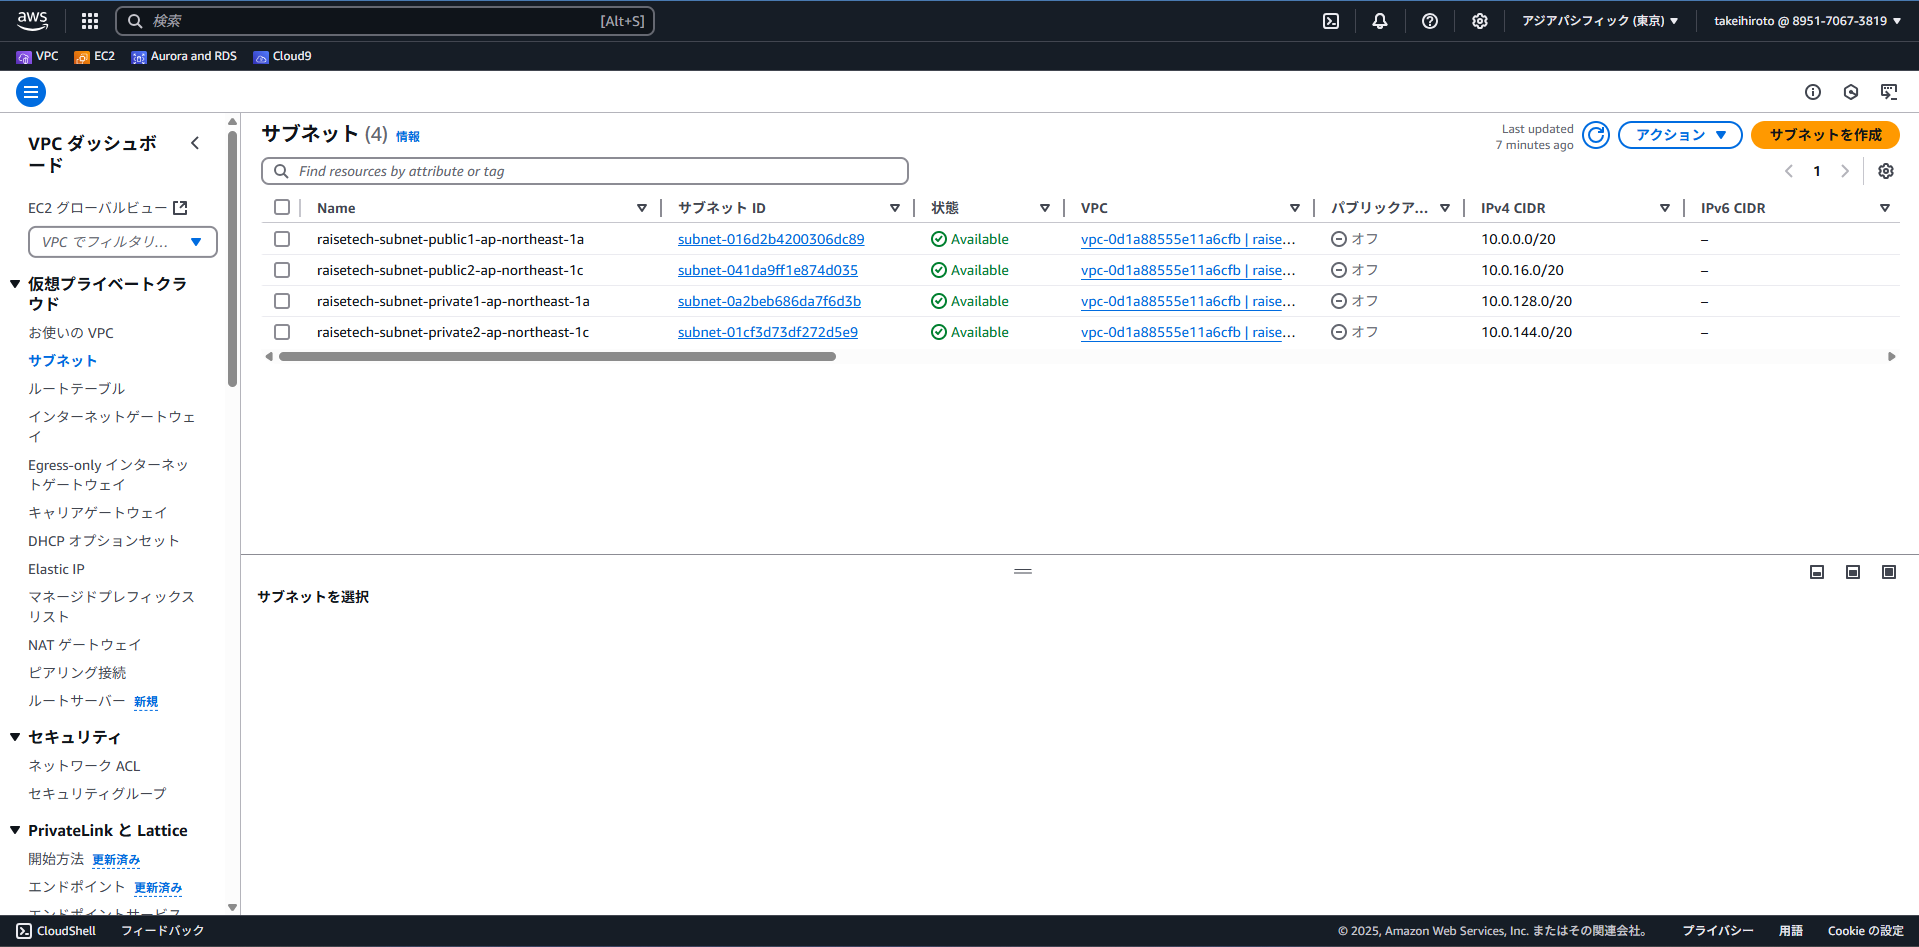 aws
検索 [Alt+S]
アジアパシフィック (東京) ▼ takeihiroto @ 8951-7067-3819 ▼
VPC EC2 Aurora and RDS Cloud9
VPC ダッシュボ
ード
EC2 グローバルビュー
VPC でフィルタリ... ▼
▼ 仮想プライベートクラ
ウド
お使いの VPC
サブネット
ルートテーブル
インターネットゲートウェ
イ
Egress-only インターネッ
トゲートウェイ
キャリアゲートウェイ
DHCP オプションセット
Elastic IP
マネージドプレフィックス
リスト
NAT ゲートウェイ
ピアリング接続
ルートサーバー 新規
▼ セキュリティ
ネットワーク ACL
セキュリティグループ
▼ PrivateLink と Lattice
開始方法 更新済み
エンドポイント 更新済み
エンドポイントサービス
サブネット (4) 情報
Last updated
7 minutes ago
アクション ▼
サブネットを作成
Find resources by attribute or tag
1
Name サブネット ID 状態 VPC パブリックア... IPv4 CIDR IPv6 CIDR
raisetech-subnet-public1-ap-northeast-1a subnet-016d2b4200306dc89 Available vpc-0d1a88555e11a6cfb | raise... オフ 10.0.0.0/20 –
raisetech-subnet-public2-ap-northeast-1c subnet-041da9ff1e874d035 Available vpc-0d1a88555e11a6cfb | raise... オフ 10.0.16.0/20 –
raisetech-subnet-private1-ap-northeast-1a subnet-0a2beb686da7f6d3b Available vpc-0d1a88555e11a6cfb | raise... オフ 10.0.128.0/20 –
raisetech-subnet-private2-ap-northeast-1c subnet-01cf3d73df272d5e9 Available vpc-0d1a88555e11a6cfb | raise... オフ 10.0.144.0/20 –
サブネットを選択
CloudShell フィードバック
© 2025, Amazon Web Services, Inc. またはその関連会社。 プライバシー 用語 Cookie の設定